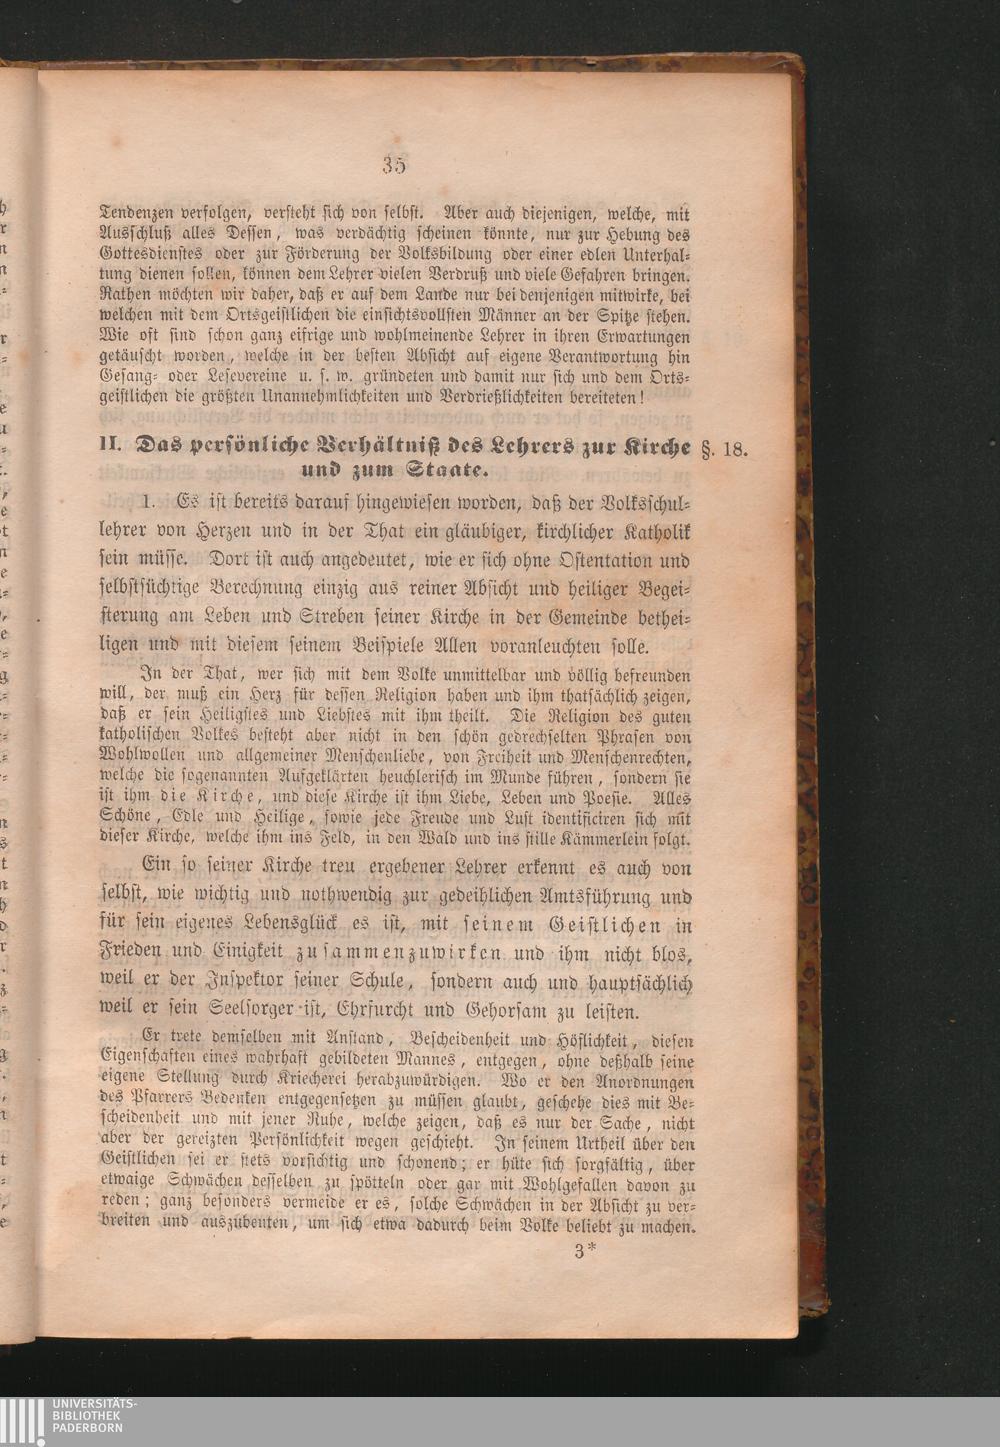 35
Tendenzen verfolgen, versteht sich von selbst. Aber auch diejenigen, welche, mit
Ausschluß alles Dessen, was verdächtig scheinen könnte, nur zur Hebung des
Gottesdienstes oder zur Förderung der Volksbildung oder einer edlen Unterhal-
tung dienen sollen, können dem Lehrer vielen Verdruß und viele Gefahren bringen.
Rathen möchten wir daher, daß er auf dem Lande nur bei denjenigen mitwirke, bei
welchen mit dem Ortsgeistlichen die einsichtsvollsten Männer an der Spitze stehen.
Wie oft sind schon ganz eifrige und wohlmeinende Lehrer in ihren Erwartungen
getäuscht worden, welche in der besten Absicht auf eigene Verantwortung hin
Gesang- oder Lesevereine u. s. w. gründeten und damit nur sich und dem Orts-
geistlichen die größten Unannehmlichkeiten und Verdrießlichkeiten bereiteten!
II. Das persönliche Verhältniß des Lehrers zur Kirche §. 18.
und zum Staate.
1. Es ist bereits darauf hingewiesen worden, daß der Volksschul-
lehrer von Herzen und in der That ein gläubiger, kirchlicher Katholik
sein müsse. Dort ist auch angedeutet, wie er sich ohne Ostentation und
selbstsüchtige Berechnung einzig aus reiner Absicht und heiliger Begei-
sterung am Leben und Streben seiner Kirche in der Gemeinde bethei-
ligen und mit diesem seinem Beispiele Allen voranleuchten solle.
In der That, wer sich mit dem Volke unmittelbar und völlig befreunden
will, der muß ein Herz für dessen Religion haben und ihm thatsächlich zeigen,
daß er sein Heiligstes und Liebstes mit ihm theilt. Die Religion des guten
katholischen Volkes besteht aber nicht in den schön gedrechselten Phrasen von
Wohlwollen und allgemeiner Menschenliebe, von Freiheit und Menschenrechten,
welche die sogenannten Aufgeklärten heuchlerisch im Munde führen, sondern sie
ist ihm die Kirche, und diese Kirche ist ihm Liebe, Leben und Poesie. Alles
Schöne, Edle und Heilige, sowie jede Freude und Lust identificiren sich mit
dieser Kirche, welche ihm ins Feld, in den Wald und ins stille Kämmerlein folgt.
Ein so seiner Kirche treu ergebener Lehrer erkennt es auch von
selbst, wie wichtig und nothwendig zur gedeihlichen Amtsführung und
für sein eigenes Lebensglück es ist, mit seinem Geistlichen in
Frieden und Einigkeit zusammenzuwirken und ihm nicht blos,
weil er der Inspektor seiner Schule, sondern auch und hauptsächlich
weil er sein Seelsorger ist, Ehrfurcht und Gehorsam zu leisten.
Er trete demselben mit Anstand, Bescheidenheit und Höflichkeit, diesen
Eigenschaften eines wahrhaft gebildeten Mannes, entgegen, ohne deßhalb seine
eigene Stellung durch Kriecherei herabzuwürdigen. Wo er den Anordnungen
des Pfarrers Bedenken entgegensetzen zu müssen glaubt, geschehe dies mit Be-
scheidenheit und mit jener Ruhe, welche zeigen, daß es nur der Sache, nicht
aber der gereizten Persönlichkeit wegen geschieht. In seinem Urtheil über den
Geistlichen sei er stets vorsichtig und schonend; er hüte sich sorgfältig, über
etwaige Schwächen desselben zu spötteln oder gar mit Wohlgefallen davon zu
reden; ganz besonders vermeide er es, solche Schwächen in der Absicht zu ver-
breiten und auszubeuten, um sich etwa dadurch beim Volke beliebt zu machen.
3*
UNIVERSITÄTS-
BIBLIOTHEK
PADERBORN